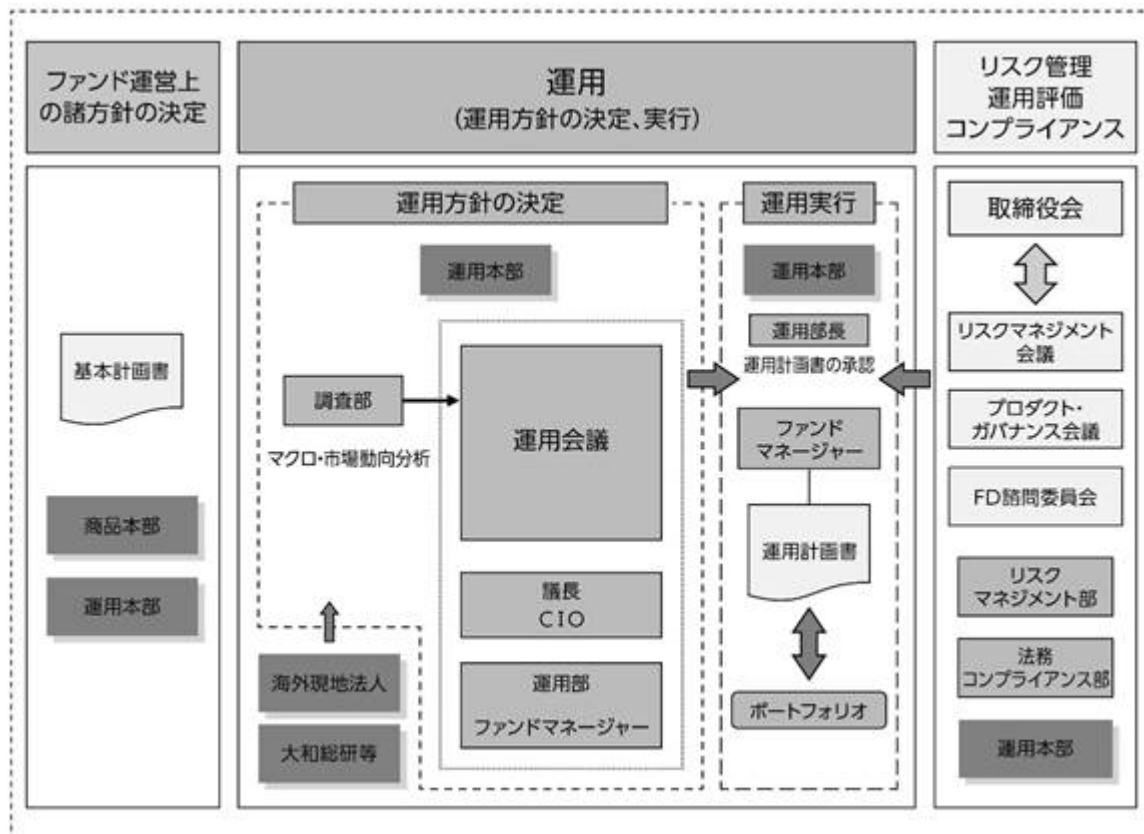 ファンド運営上
の諸方針の決定
運用
(運用方針の決定、実行)
リスク管理
運用評価
コンプライアンス
基本計画書
商品本部
運用本部
運用方針の決定
運用本部
調査部
マクロ・市場動向分析
運用会議
議長
CIO
運用部
ファンドマネージャー
海外現地法人
大和総研等
運用実行
運用本部
運用部長
運用計画書の承認
ファンド
マネージャー
運用計画書
ポートフォリオ
取締役会
リスクマネジメント
会議
プロダクト・
ガバナンス会議
FD諮問委員会
リスク
マネジメント部
法務
コンプライアンス部
運用本部